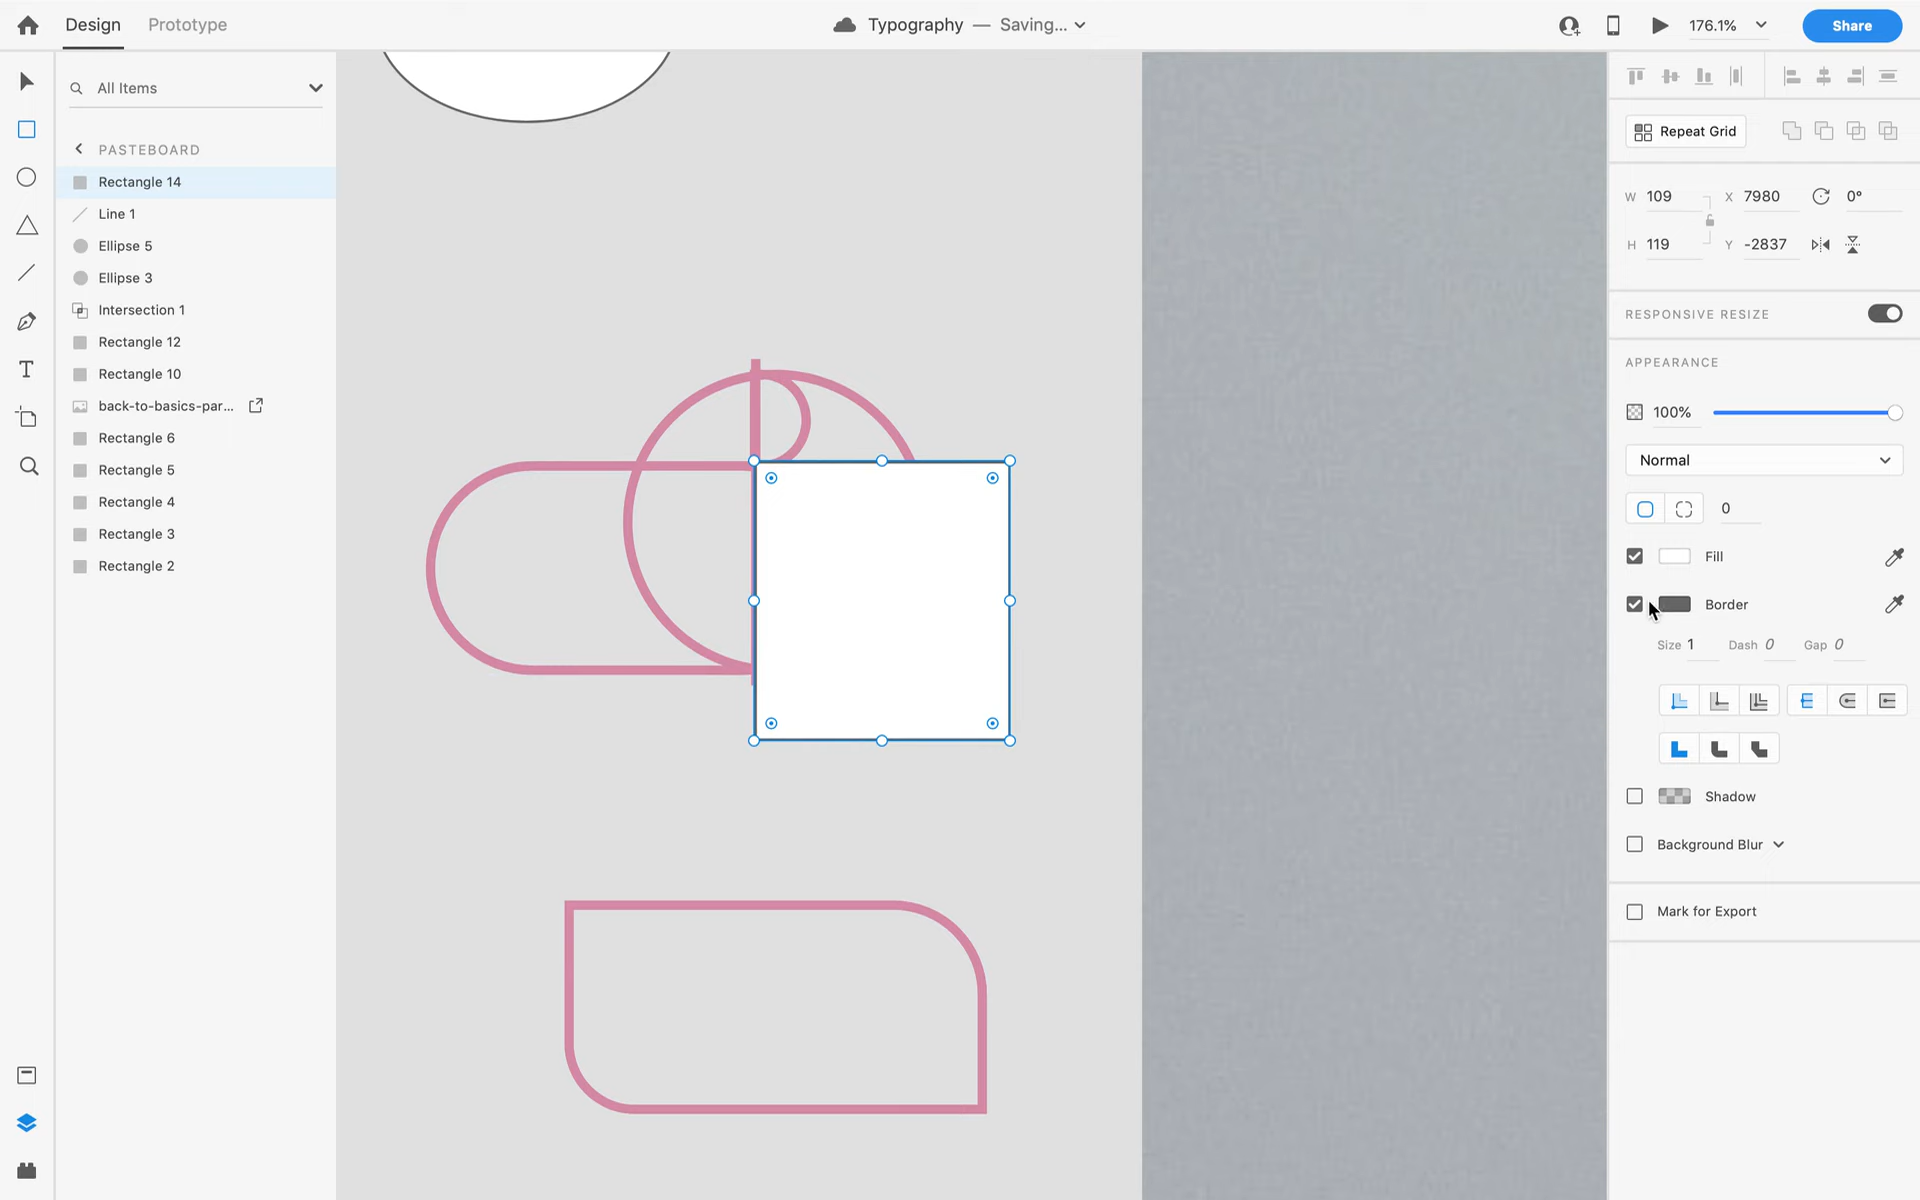 Design
Prototype
Typography — Saving...
176.1%
Share
All Items
PASTEBOARD
Rectangle 14
Line 1
Ellipse 5
Ellipse 3
Intersection 1
Rectangle 12
Rectangle 10
back-to-basics-par...
Rectangle 6
Rectangle 5
Rectangle 4
Rectangle 3
Rectangle 2
Repeat Grid
W 109 X 7980 0°
H 119 Y -2837
RESPONSIVE RESIZE
APPEARANCE
100%
Normal
0
Fill
Border
Size 1 Dash 0 Gap 0
Shadow
Background Blur
Mark for Export